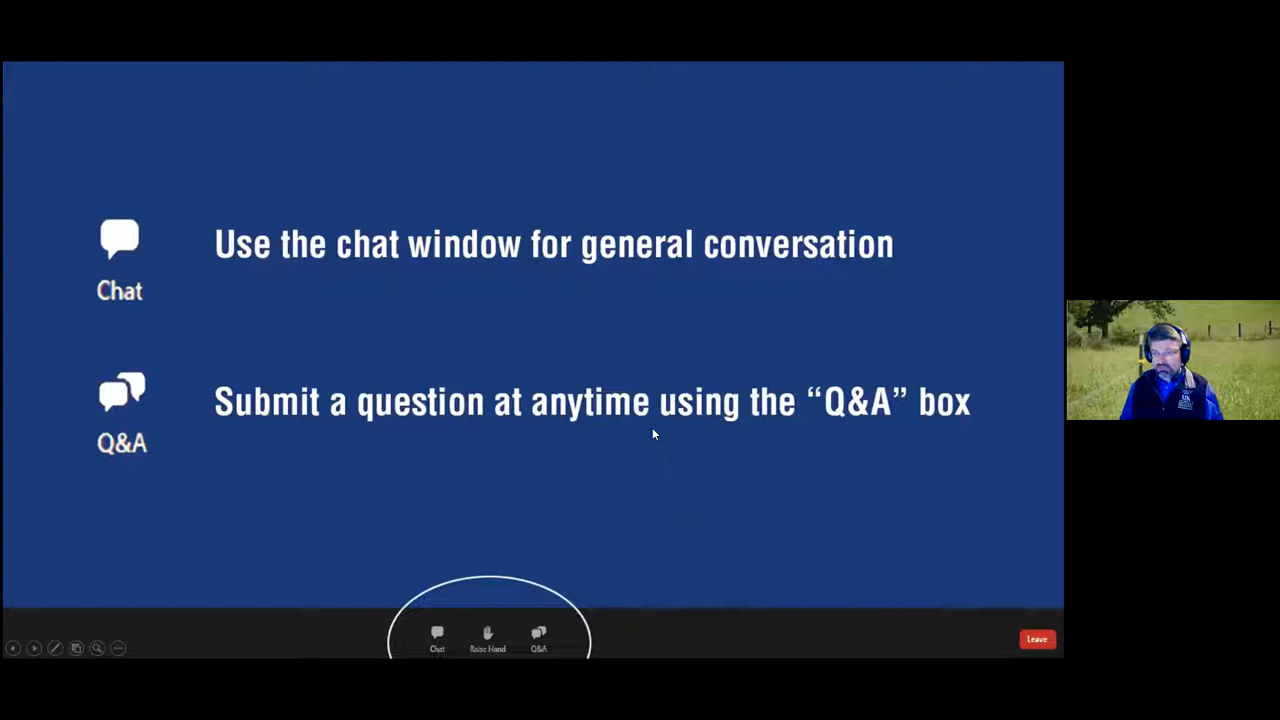 Use the chat window for general conversation
Chat
Submit a question at anytime using the “Q&A” box
Q&A
Chat
Raise Hand
Q&A
Leave
UK